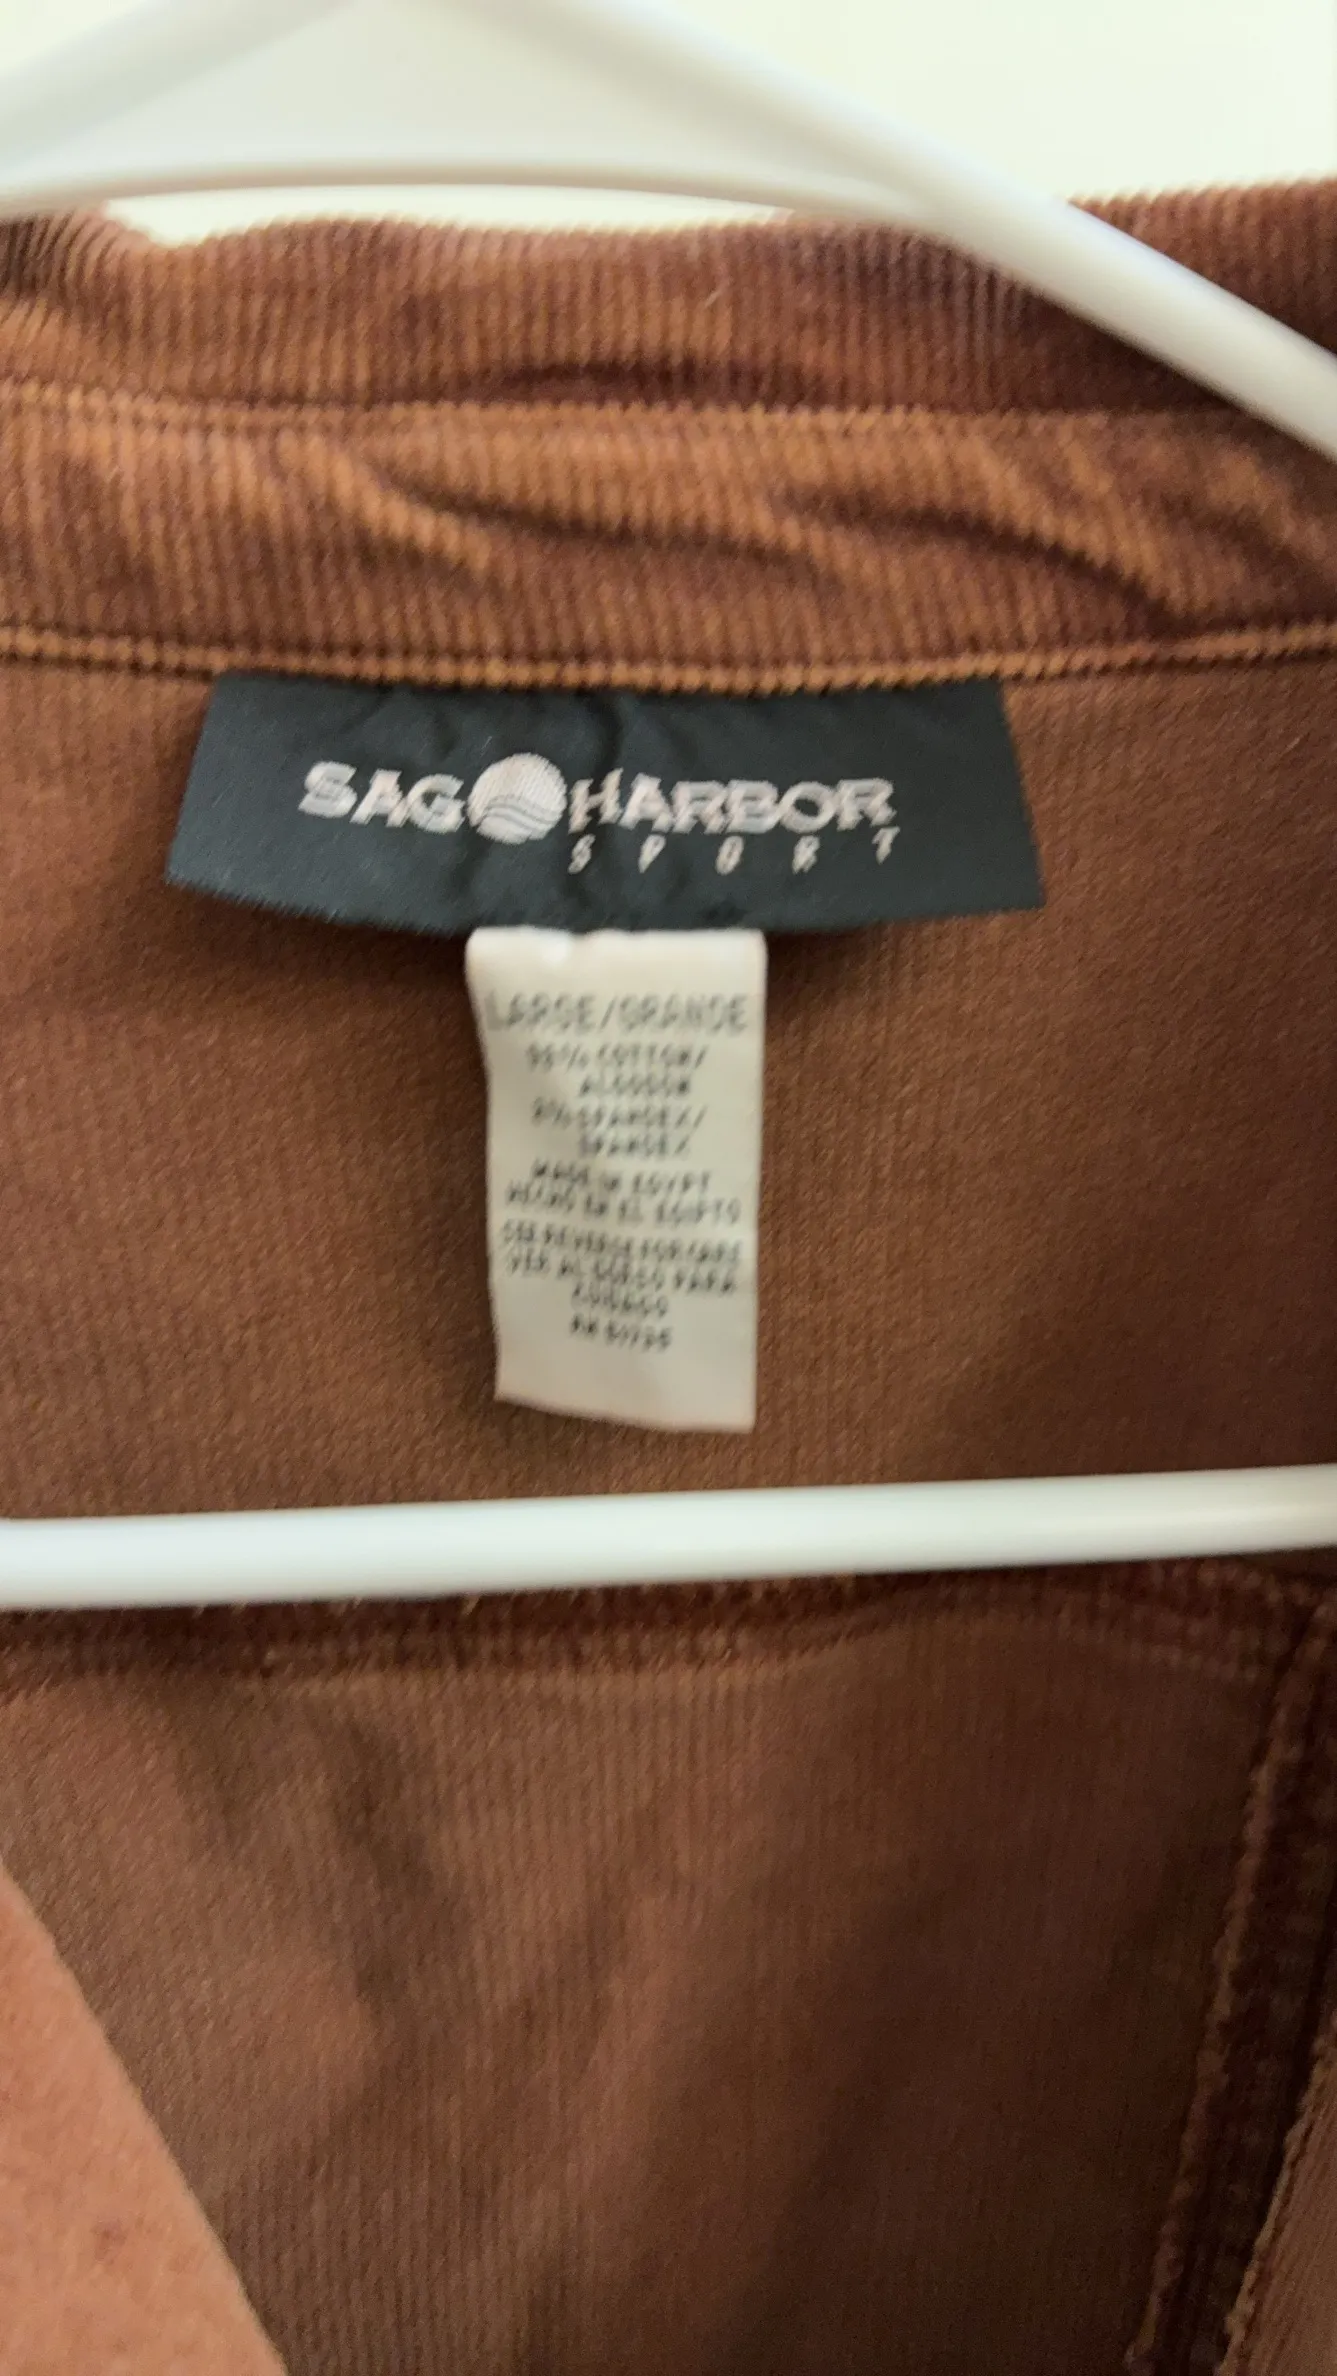 SAG HARBOR
SPORT
LARGE/GRANDE
COTTON/
ALGODON
SPANDEX/
SPANDEX
MADE IN EGYPT
HECHO EN EL EGIPTO
SEE REVERSE FOR CARE
VER AL DORSO PARA
CUIDADO